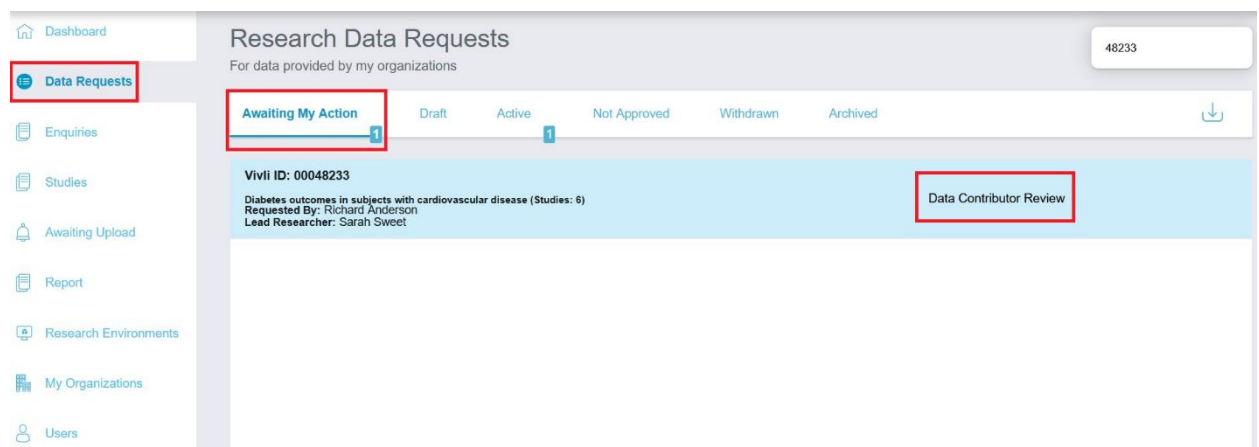 Dashboard
Data Requests
Enquiries
Studies
Awaiting Upload
Report
Research Environments
My Organizations
Users
Research Data Requests
For data provided by my organizations
48233
Awaiting My Action 1
Draft
Active 1
Not Approved
Withdrawn
Archived
Vivli ID: 00048233
Diabetes outcomes in subjects with cardiovascular disease (Studies: 6)
Requested By: Richard Anderson
Lead Researcher: Sarah Sweet
Data Contributor Review